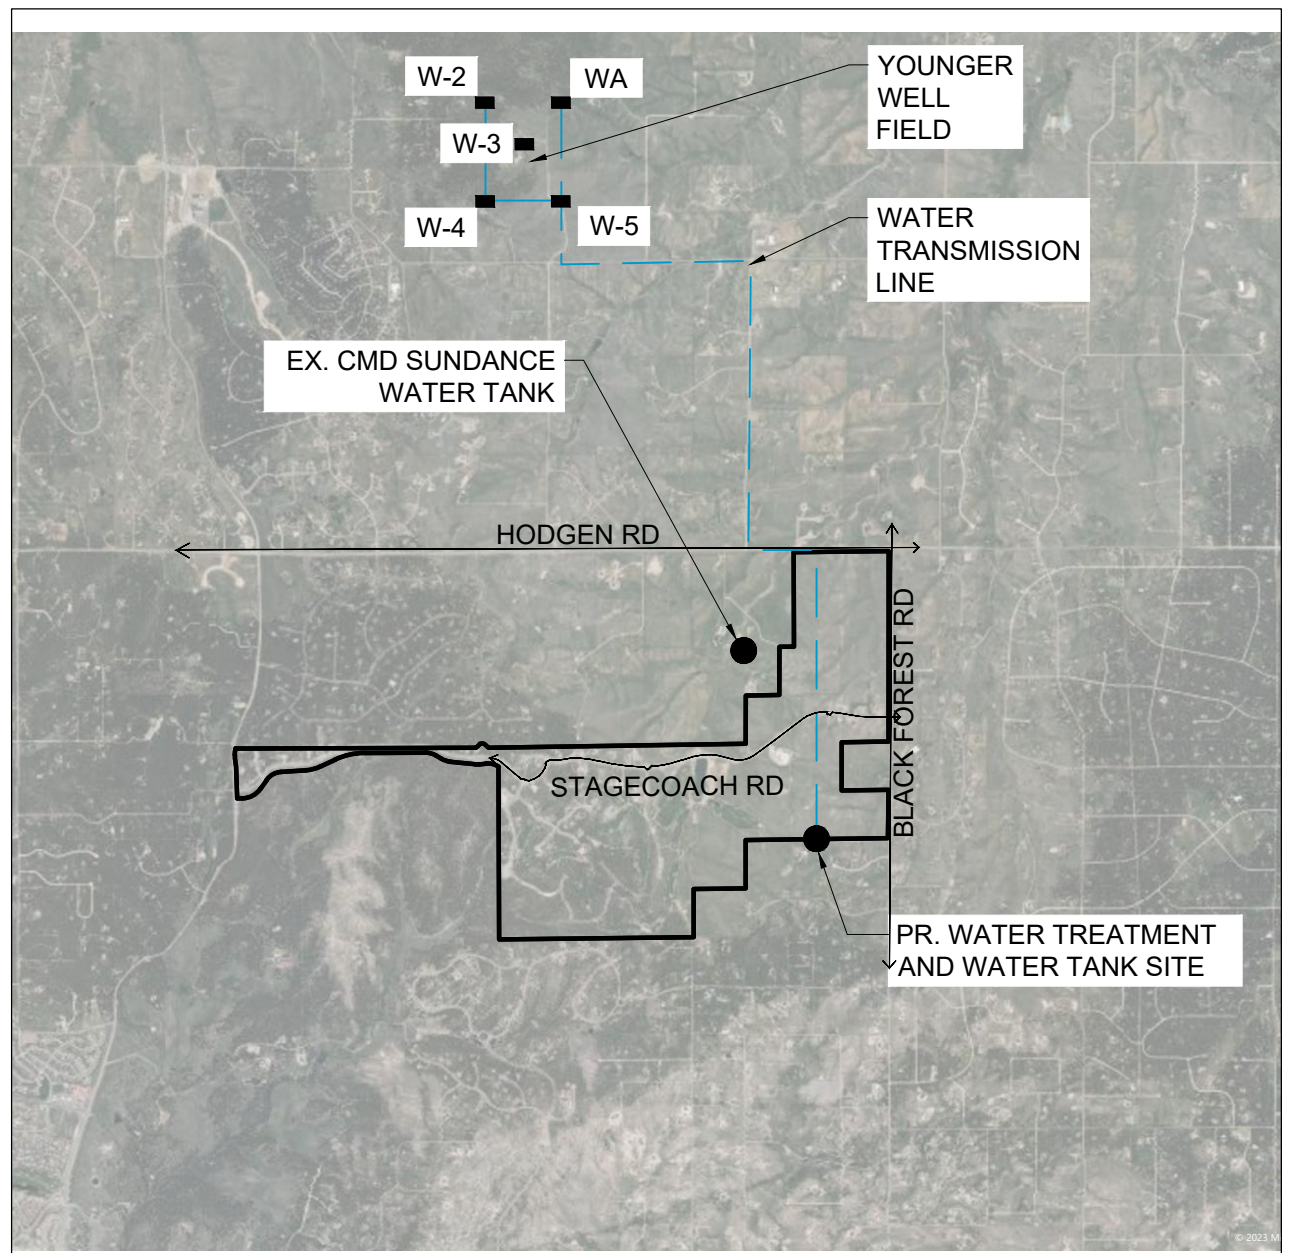 W-2
WA
YOUNGER
WELL
FIELD
W-3
W-4
W-5
WATER
TRANSMISSION
LINE
EX. CMD SUNDANCE
WATER TANK
HODGEN RD
BLACK FOREST RD
STAGECOACH RD
PR. WATER TREATMENT
AND WATER TANK SITE
© 2023 M